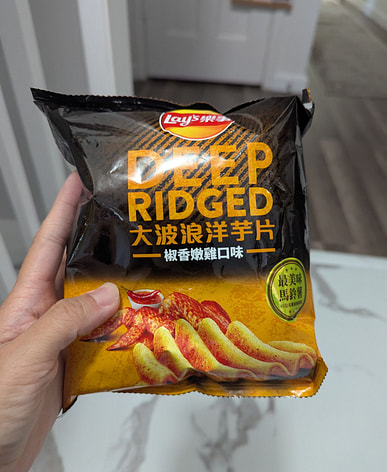 Lay's樂事
DEEP
RIDGED
大波浪洋芋片
椒香嫩雞口味
最美味
馬鈴薯